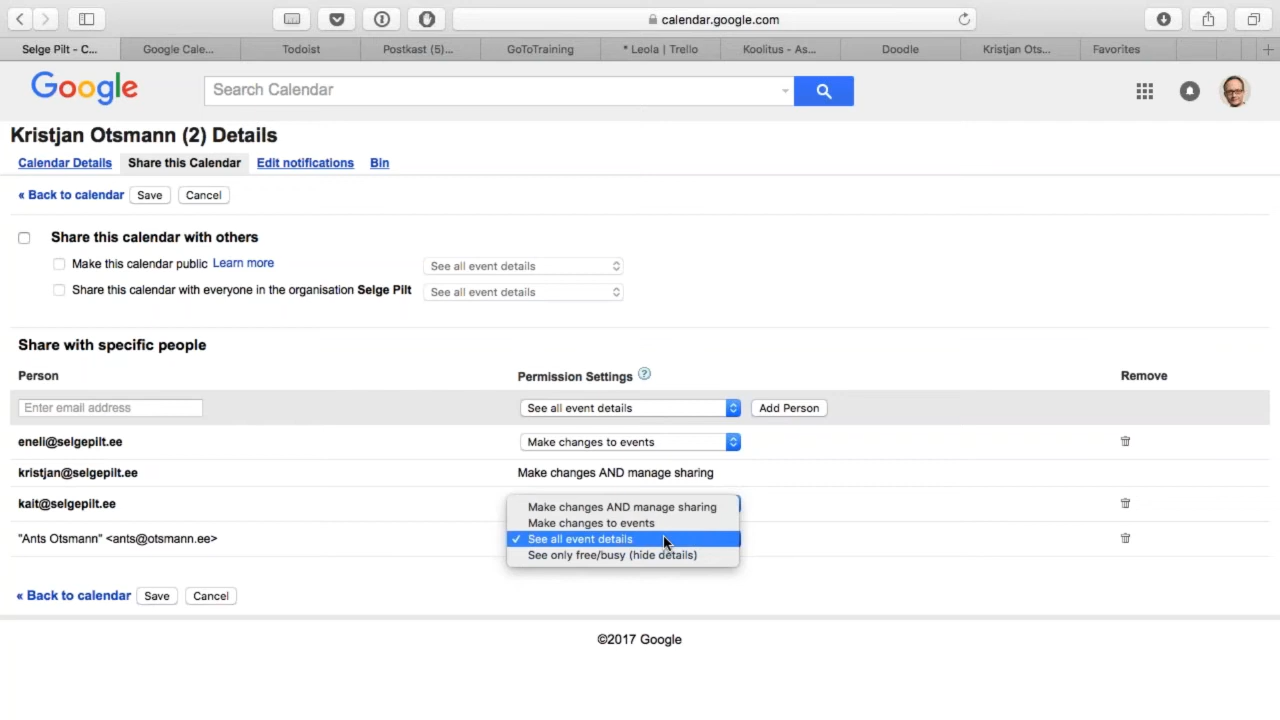 calendar.google.com
Selge Pilt - C...
Google Cale...
Todoist
Postkast (5)...
GoToTraining
* Leola | Trello
Koolitus - As...
Doodle
Kristjan Ots...
Favorites
Google
Search Calendar
Kristjan Otsmann (2) Details
Calendar Details
Share this Calendar
Edit notifications
Bin
« Back to calendar
Save
Cancel
Share this calendar with others
Make this calendar public Learn more
See all event details
Share this calendar with everyone in the organisation Selge Pilt
See all event details
Share with specific people
Person
Permission Settings ?
Remove
Enter email address
See all event details
Add Person
eneli@selgepilt.ee
Make changes to events
kristjan@selgepilt.ee
Make changes AND manage sharing
kait@selgepilt.ee
Make changes AND manage sharing
Make changes to events
"Ants Otsmann" <ants@otsmann.ee>
✓ See all event details
See only free/busy (hide details)
« Back to calendar
Save
Cancel
©2017 Google